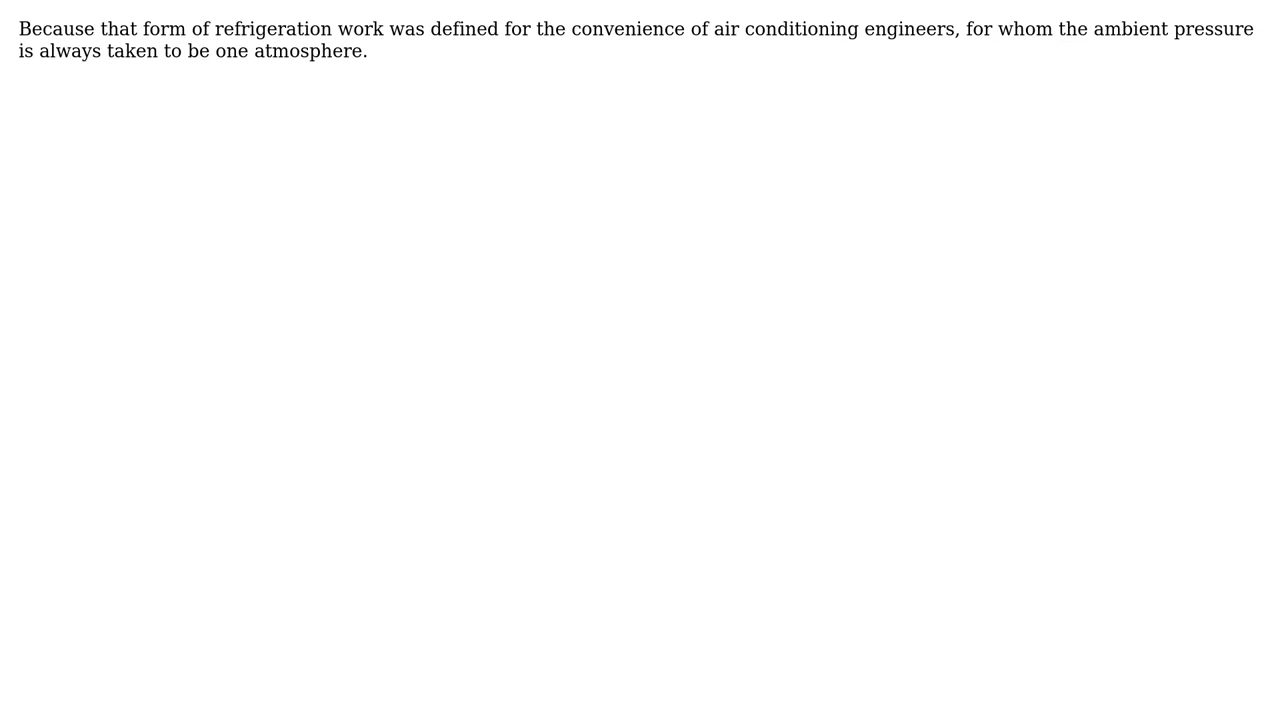 Because that form of refrigeration work was defined for the convenience of air conditioning engineers, for whom the ambient pressure
is always taken to be one atmosphere.